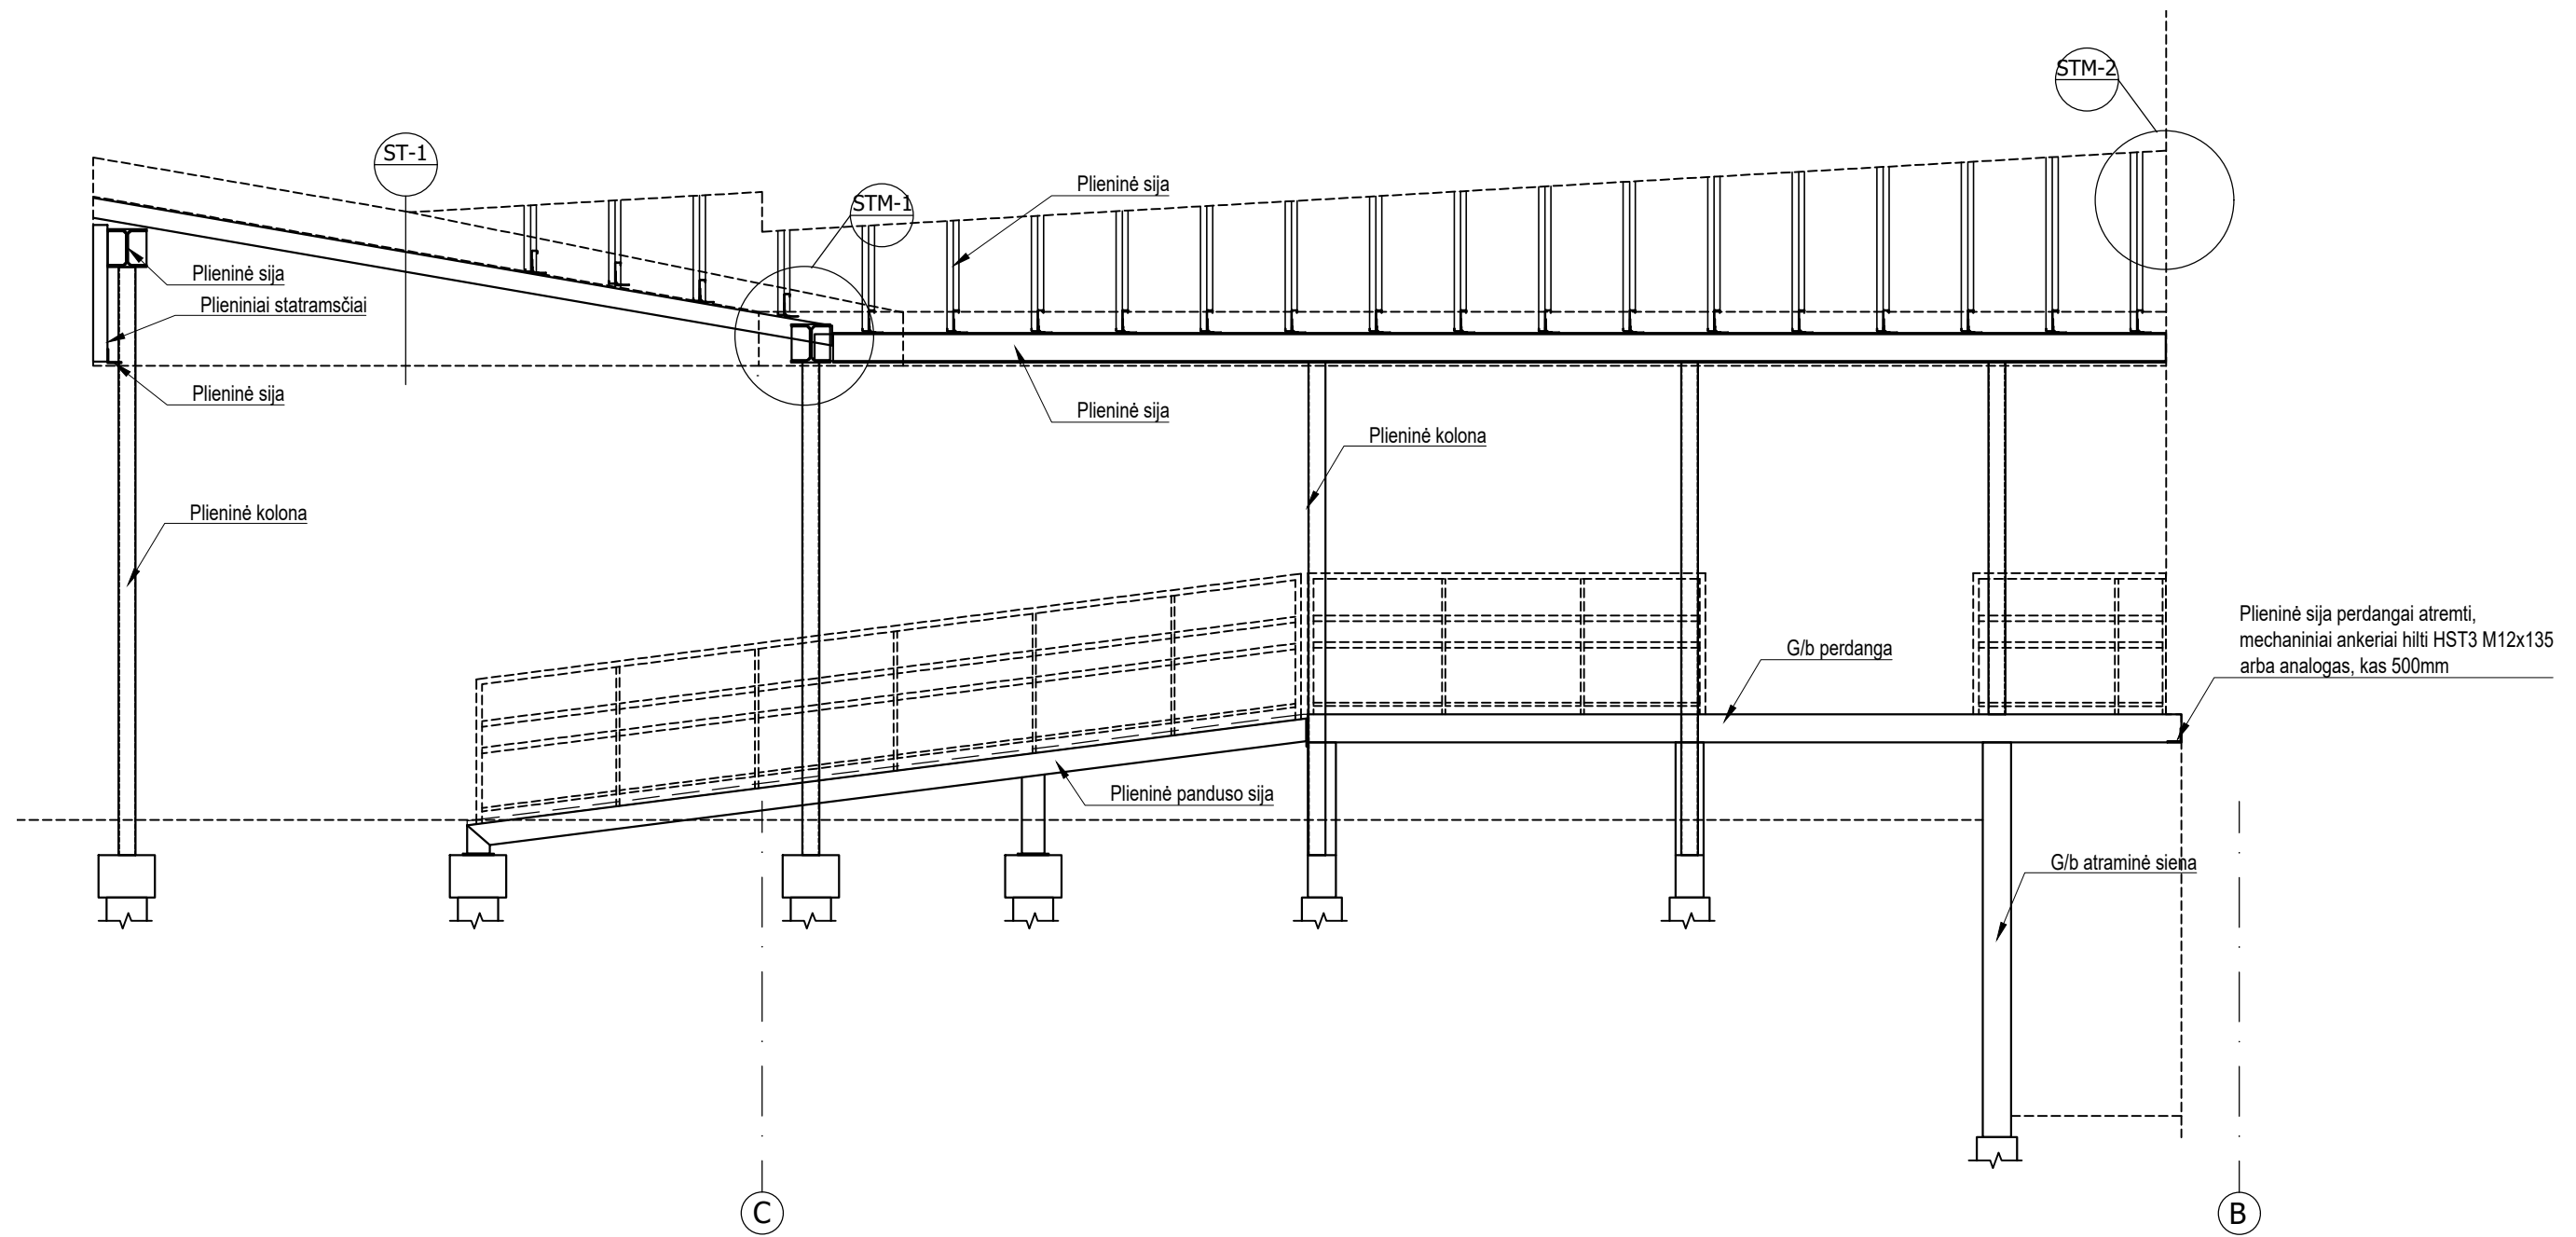 STM-2
ST-1
STM-1
Plieninė sija
Plieninė sija
Plieniniai statramsčiai
Plieninė sija
Plieninė sija
Plieninė kolona
Plieninė kolona
Plieninė sija perdangai atremti,
mechaniniai ankeriai hilti HST3 M12x135
arba analogas, kas 500mm
G/b perdanga
Plieninė panduso sija
G/b atraminė siena
C
B